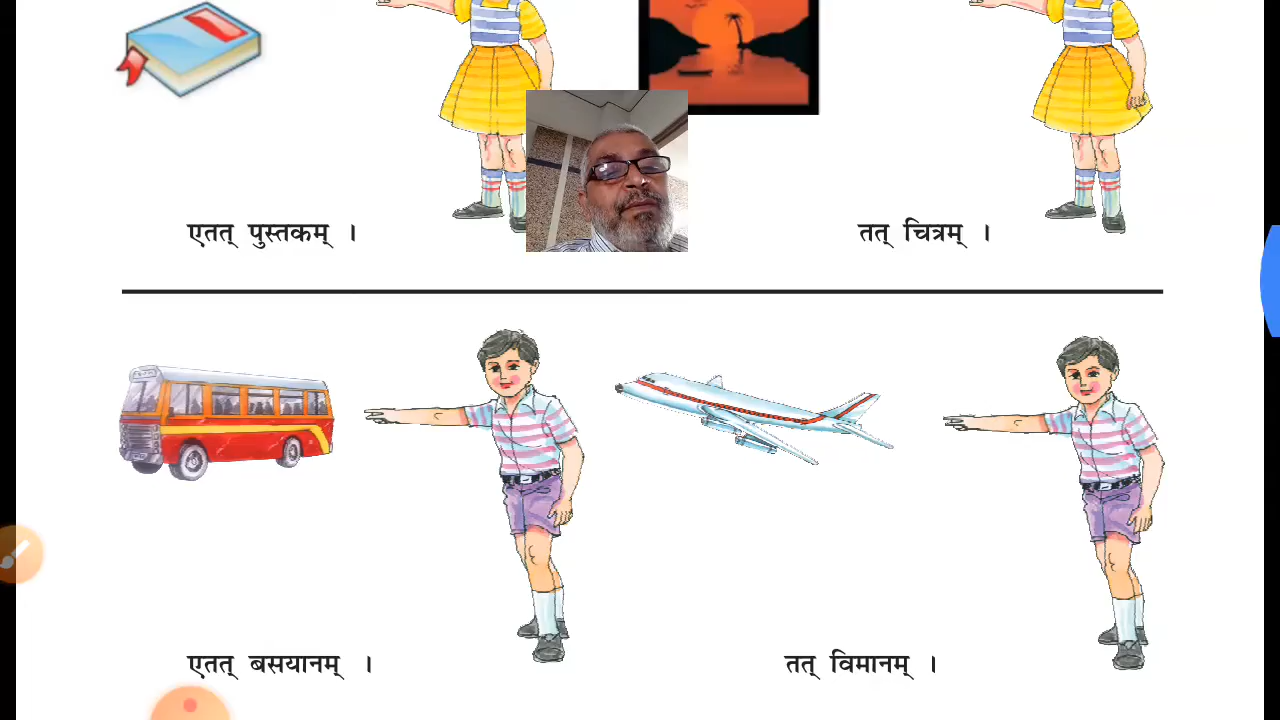 एतत् पुस्तकम् ।
तत् चित्रम् ।
एतत् बसयानम् ।
तत् विमानम् ।